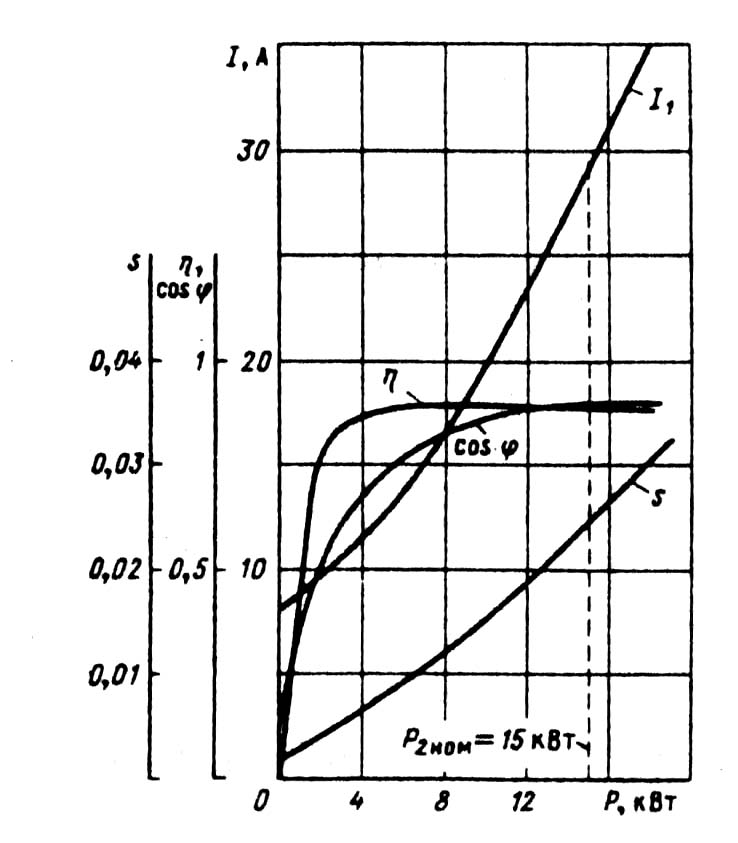 I, A
I₁
30
s η,
cos φ
0,04 1 20
η
cos φ
0,03
s
0,02 0,5 10
0,01
P₂ном = 15 кВт
0 4 8 12 P, кВт